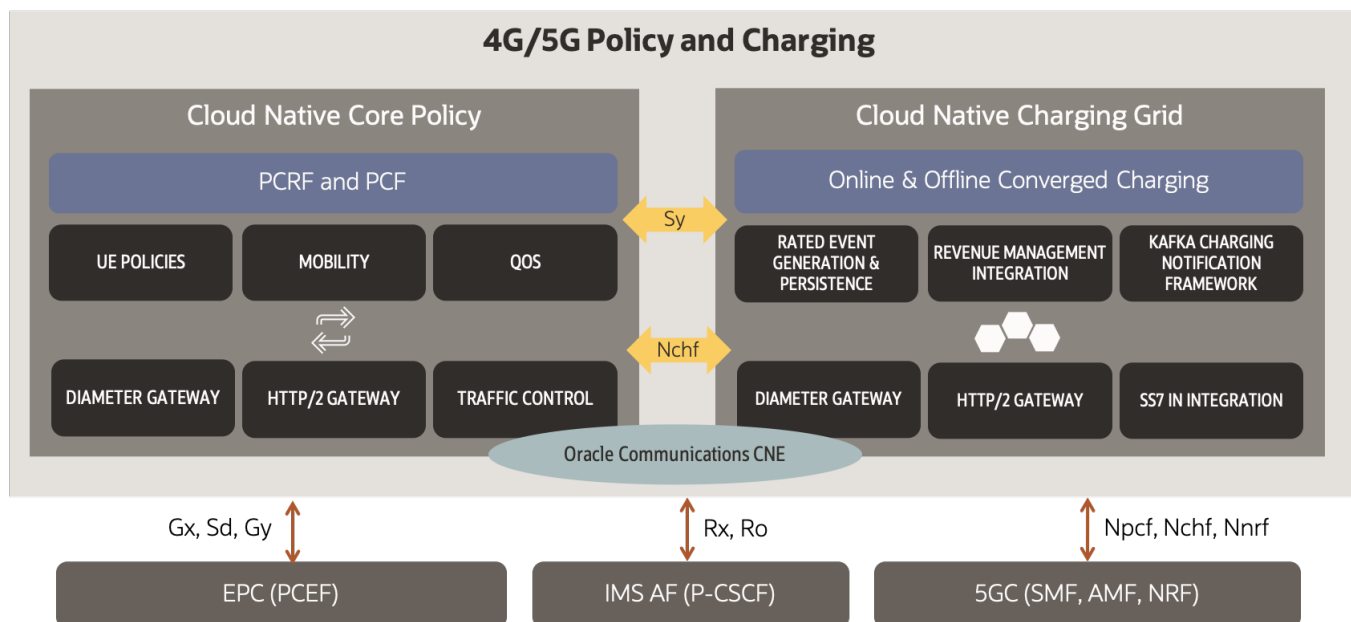 4G/5G Policy and Charging
Cloud Native Core Policy
PCRF and PCF
UE POLICIES
MOBILITY
QOS
DIAMETER GATEWAY
HTTP/2 GATEWAY
TRAFFIC CONTROL
Sy
Nchf
Cloud Native Charging Grid
Online & Offline Converged Charging
RATED EVENT
GENERATION &
PERSISTENCE
REVENUE MANAGEMENT
INTEGRATION
KAFKA CHARGING
NOTIFICATION
FRAMEWORK
DIAMETER GATEWAY
HTTP/2 GATEWAY
SS7 IN INTEGRATION
Oracle Communications CNE
Gx, Sd, Gy
Rx, Ro
Npcf, Nchf, Nnrf
EPC (PCEF)
IMS AF (P-CSCF)
5GC (SMF, AMF, NRF)